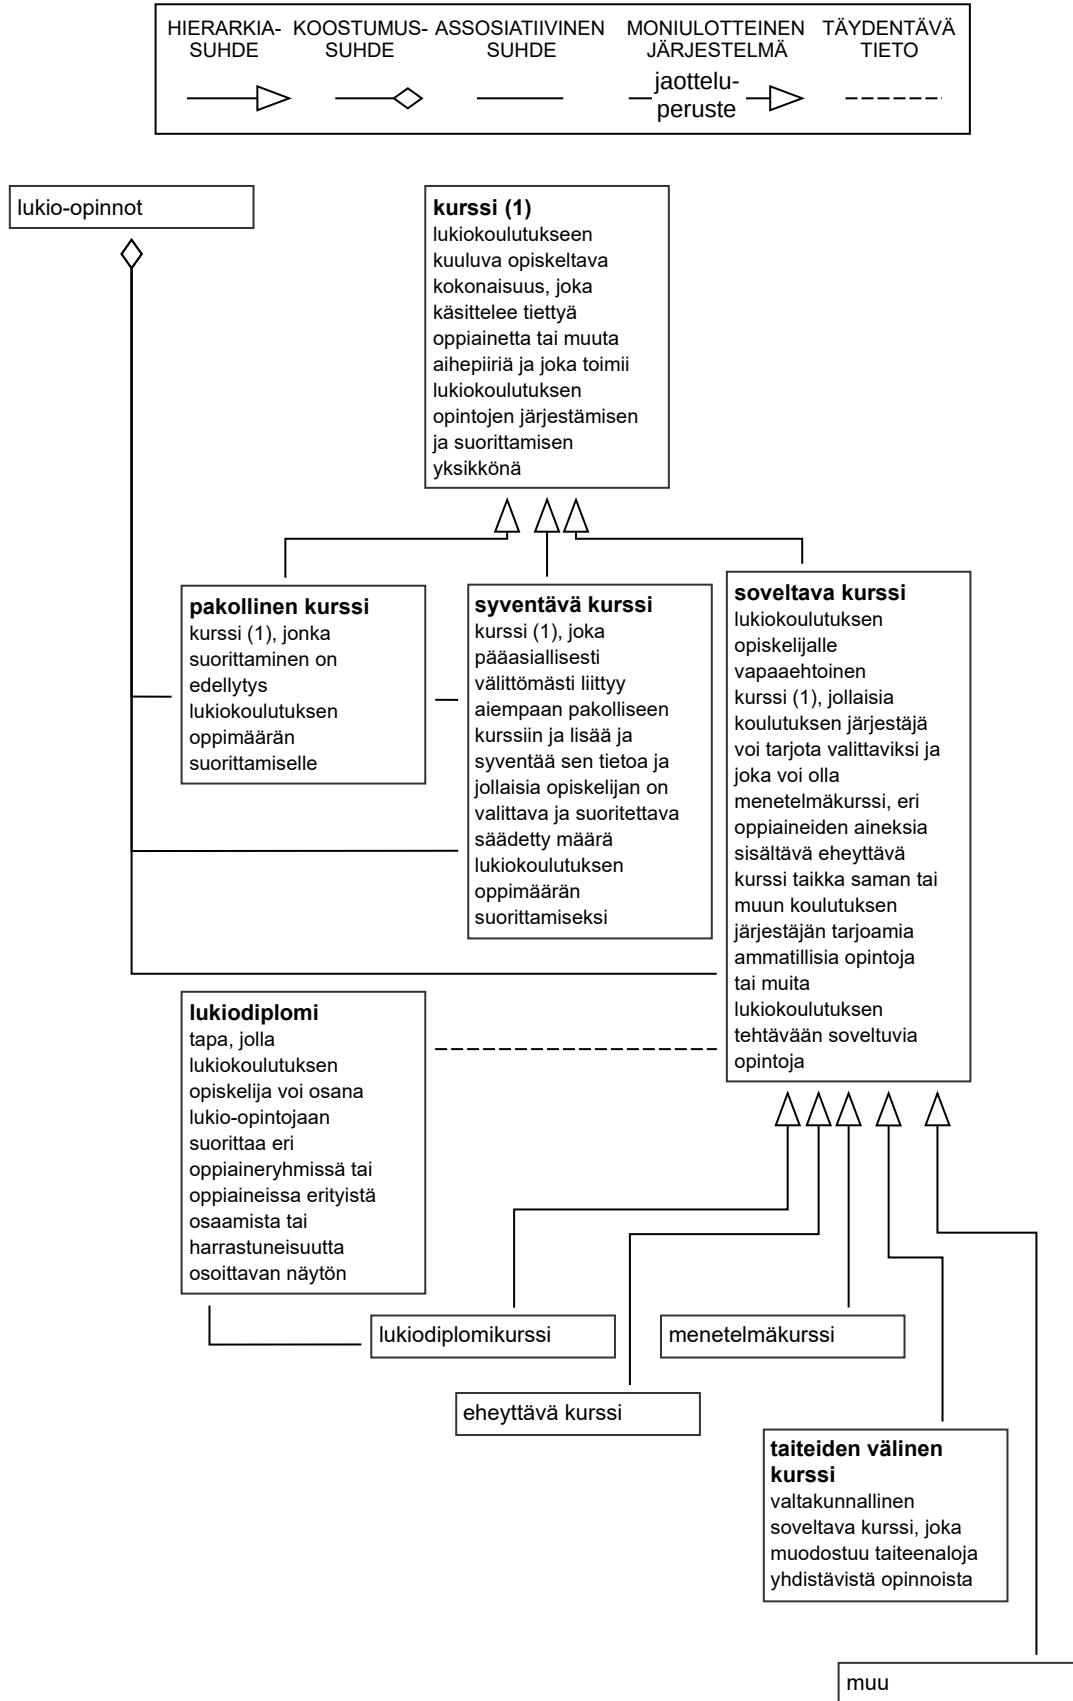 HIERARKIA-
SUHDE
KOOSTUMUS-
SUHDE
ASSOSIATIIVINEN
SUHDE
MONIULOTTEINEN
JÄRJESTELMÄ
jaottelu-
peruste
TÄYDENTÄVÄ
TIETO
lukio-opinnot
kurssi (1)
lukiokoulutukseen
kuuluva opiskeltava
kokonaisuus, joka
käsittelee tiettyä
oppiainetta tai muuta
aihepiiriä ja joka toimii
lukiokoulutuksen
opintojen järjestämisen
ja suorittamisen
yksikkönä
pakollinen kurssi
kurssi (1), jonka
suorittaminen on
edellytys
lukiokoulutuksen
oppimäärän
suorittamiselle
syventävä kurssi
kurssi (1), joka
pääasiallisesti
välittömästi liittyy
aiempaan pakolliseen
kurssiin ja lisää ja
syventää sen tietoa ja
jollaisia opiskelijan on
valittava ja suoritettava
säädetty määrä
lukiokoulutuksen
oppimäärän
suorittamiseksi
soveltava kurssi
lukiokoulutuksen
opiskelijalle
vapaaehtoinen
kurssi (1), jollaisia
koulutuksen järjestäjä
voi tarjota valittaviksi ja
joka voi olla
menetelmäkurssi, eri
oppiaineiden aineksia
sisältävä eheyttävä
kurssi taikka saman tai
muun koulutuksen
järjestäjän tarjoamia
ammatillisia opintoja
tai muita
lukiokoulutuksen
tehtävään soveltuvia
opintoja
lukiodiplomi
tapa, jolla
lukiokoulutuksen
opiskelija voi osana
lukio-opintojaan
suorittaa eri
oppiaineryhmissä tai
oppiaineissa erityistä
osaamista tai
harrastuneisuutta
osoittavan näytön
lukiodiplomikurssi
menetelmäkurssi
eheyttävä kurssi
taiteiden välinen
kurssi
valtakunnallinen
soveltava kurssi, joka
muodostuu taiteenaloja
yhdistävistä opinnoista
muu